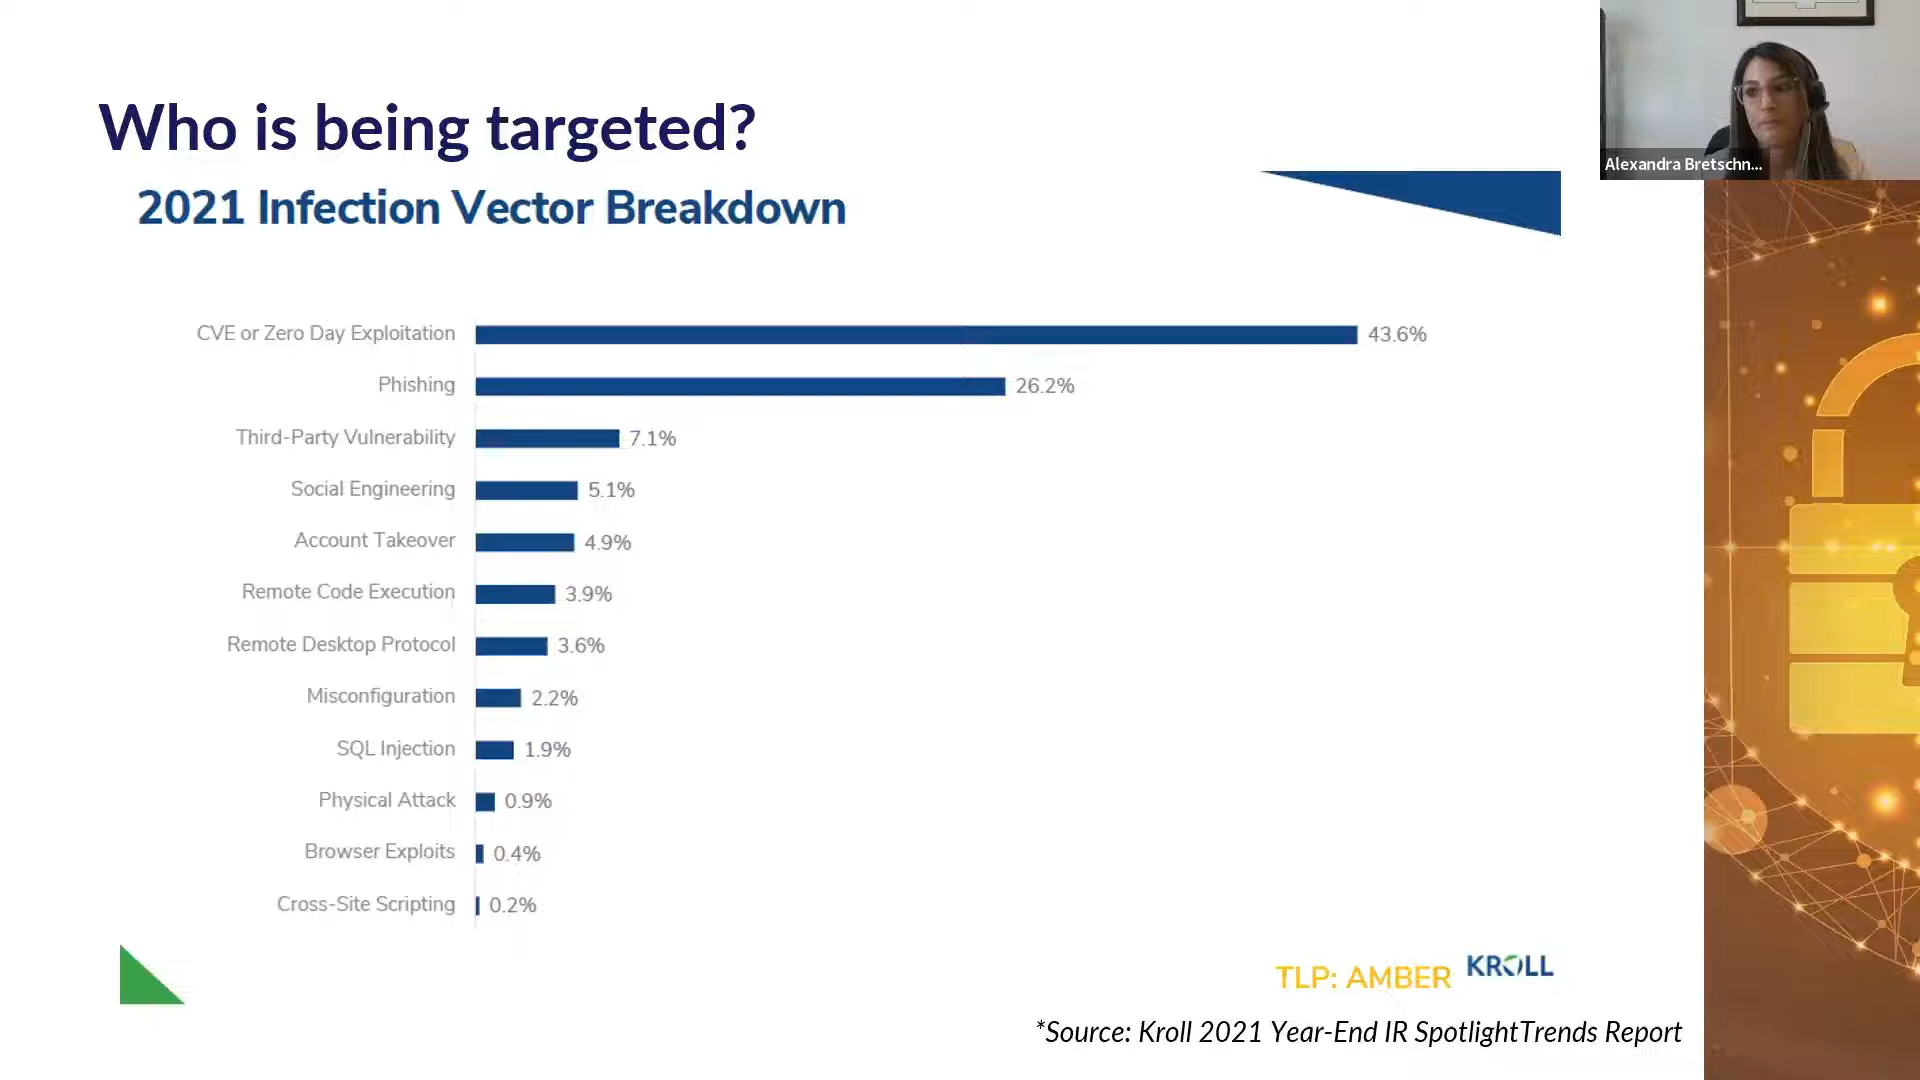 Who is being targeted?
2021 Infection Vector Breakdown
CVE or Zero Day Exploitation 43.6%
Phishing 26.2%
Third-Party Vulnerability 7.1%
Social Engineering 5.1%
Account Takeover 4.9%
Remote Code Execution 3.9%
Remote Desktop Protocol 3.6%
Misconfiguration 2.2%
SQL Injection 1.9%
Physical Attack 0.9%
Browser Exploits 0.4%
Cross-Site Scripting 0.2%
TLP: AMBER KROLL
*Source: Kroll 2021 Year-End IR SpotlightTrends Report
Alexandra Bretschn...